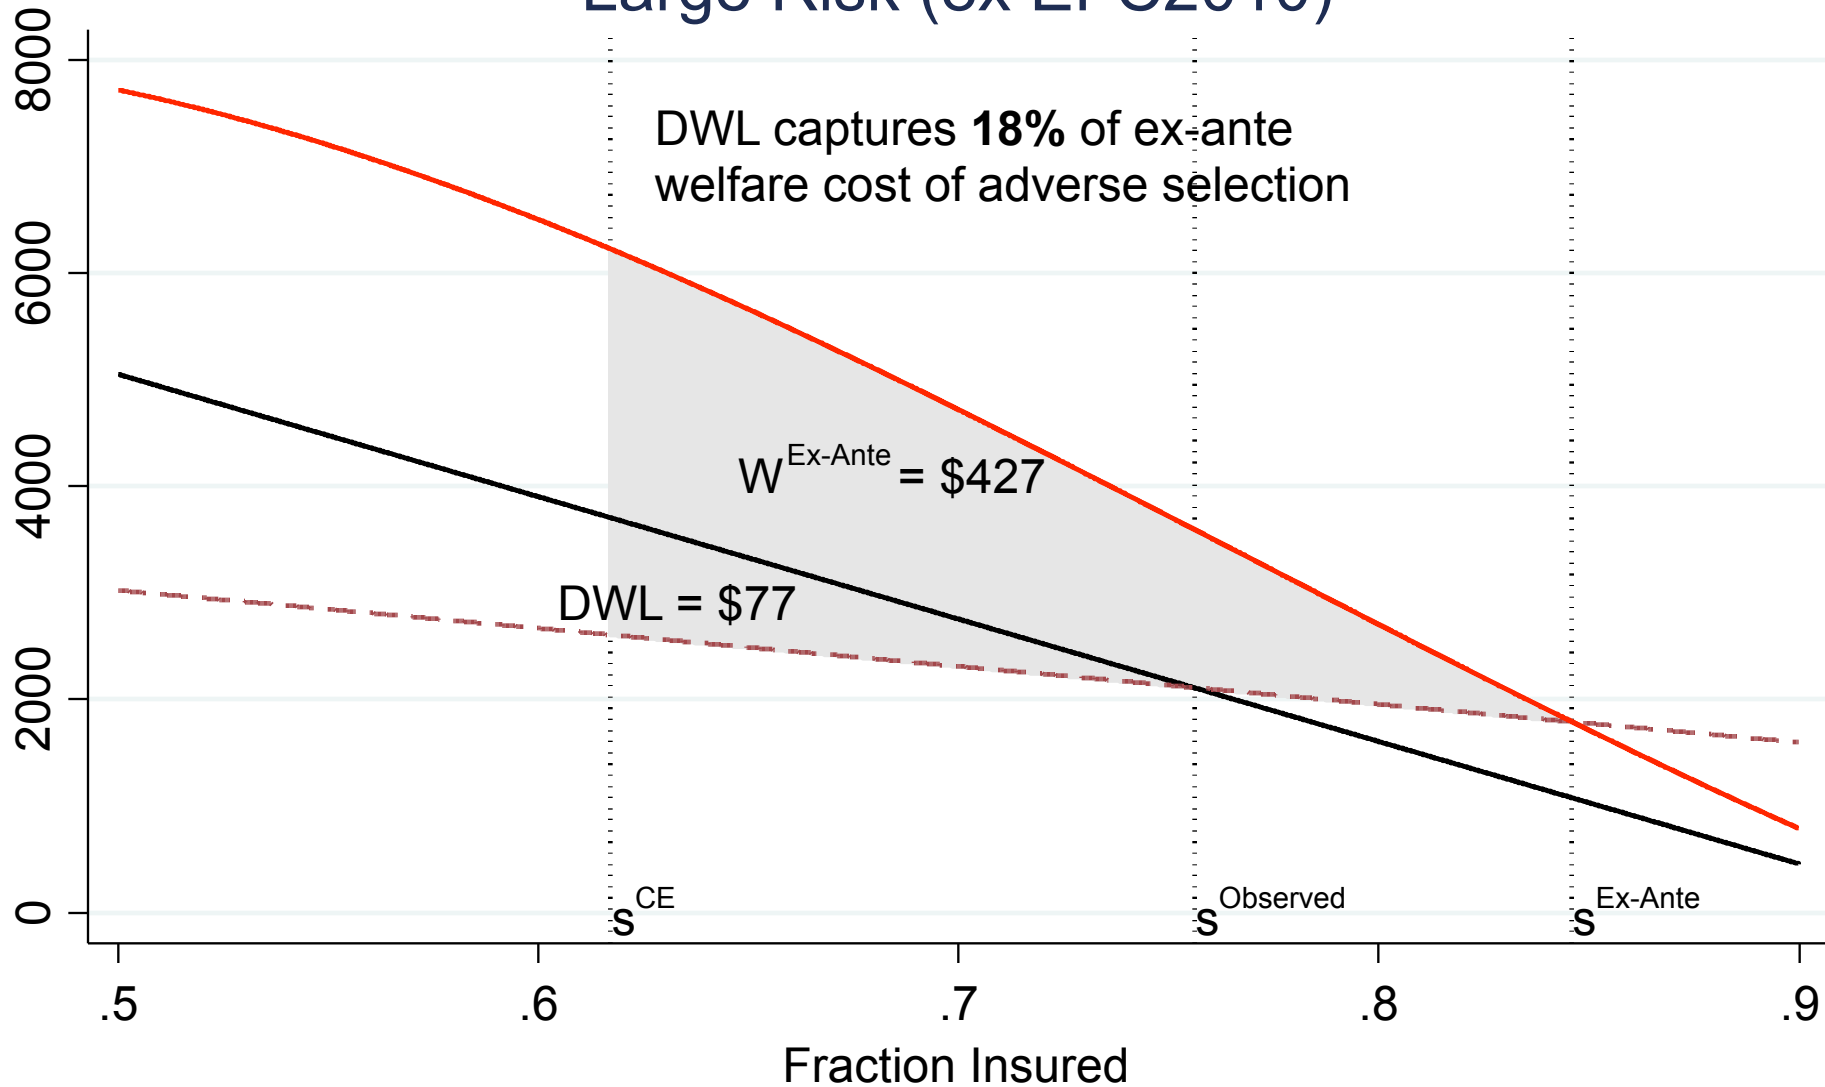 8000
6000
4000
2000
0
DWL captures 18% of ex-ante
welfare cost of adverse selection
W^Ex-Ante = $427
DWL = $77
s^CE
s^Observed
s^Ex-Ante
.5 .6 .7 .8 .9
Fraction Insured